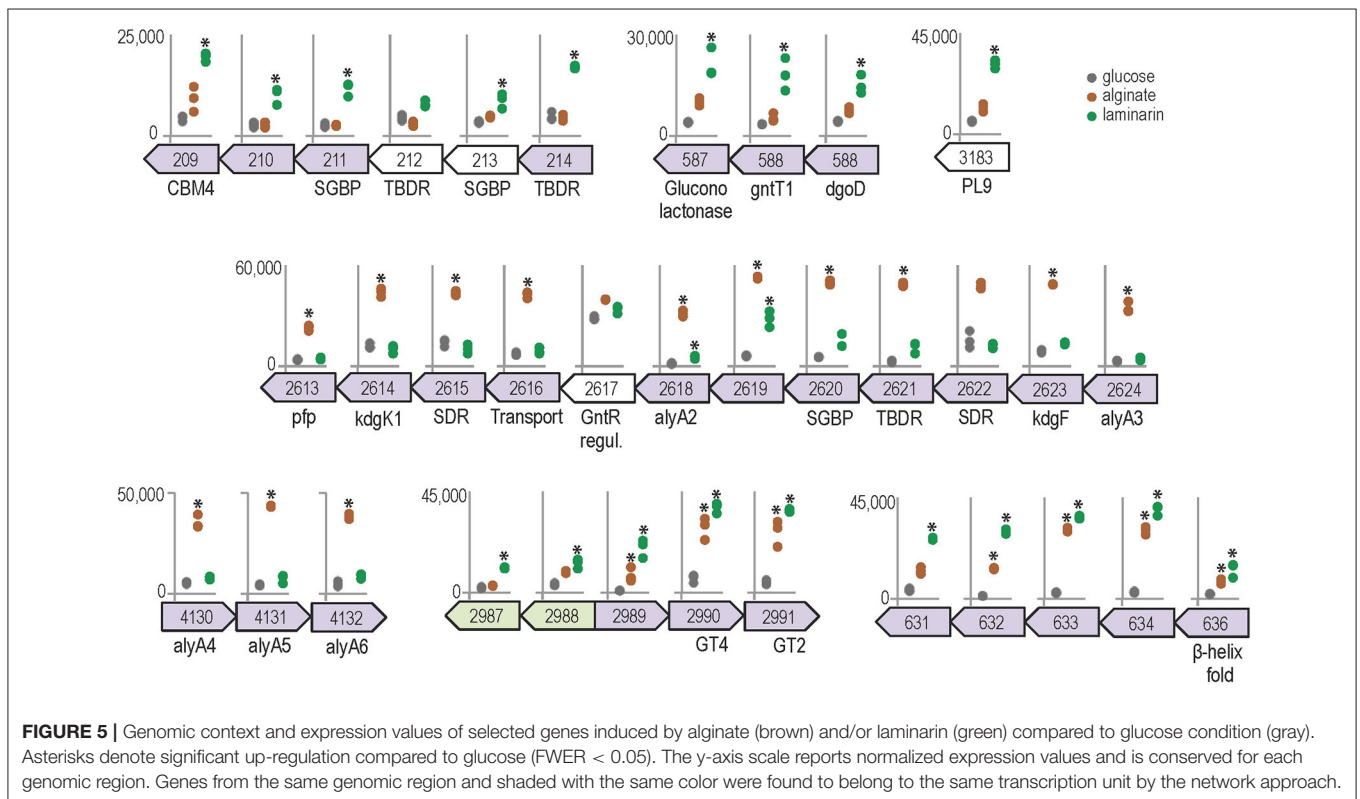 25,000
0
* * * * *
209 210 211 212 213 214
CBM4 SGBP TBDR SGBP TBDR
30,000
0
* * *
587 588 588
Glucono gntT1 dgoD
lactonase
45,000
0
*
3183
PL9
glucose
alginate
laminarin
60,000
0
* * * * * * * * * * *
2613 2614 2615 2616 2617 2618 2619 2620 2621 2622 2623 2624
pfp kdgK1 SDR Transport GntR alyA2 SGBP TBDR SDR kdgF alyA3
regul.
50,000
0
* * *
4130 4131 4132
alyA4 alyA5 alyA6
45,000
0
* * * * * * * *
2987 2988 2989 2990 2991
GT4 GT2
45,000
0
* * * * * * * * *
631 632 633 634 636
β-helix
fold
FIGURE 5 | Genomic context and expression values of selected genes induced by alginate (brown) and/or laminarin (green) compared to glucose condition (gray).
Asterisks denote significant up-regulation compared to glucose (FWER < 0.05). The y-axis scale reports normalized expression values and is conserved for each
genomic region. Genes from the same genomic region and shaded with the same color were found to belong to the same transcription unit by the network approach.